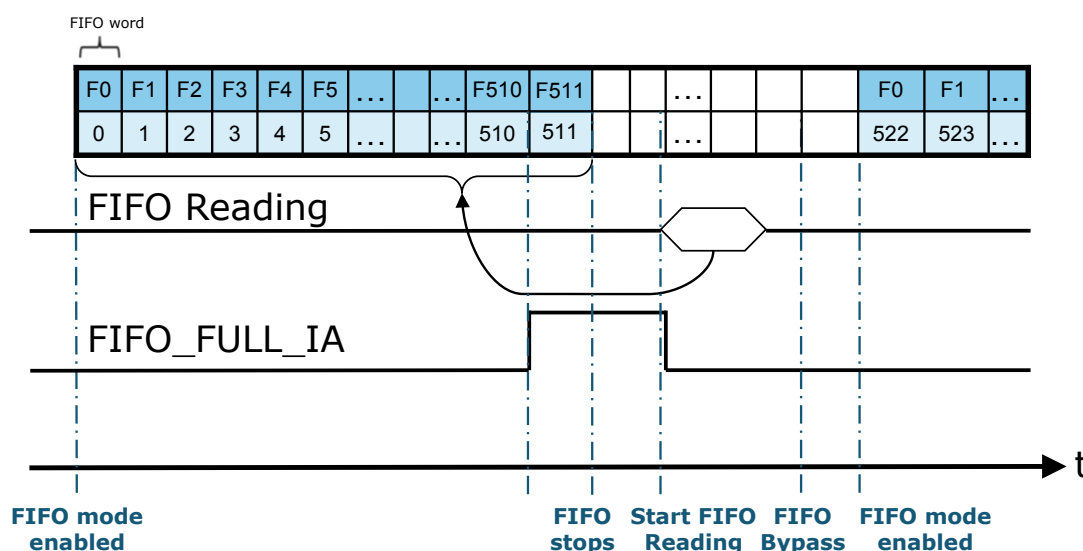 FIFO word
F0 F1 F2 F3 F4 F5 ... ... F510 F511 ... F0 F1 ...
0 1 2 3 4 5 ... ... 510 511 ... 522 523 ...
FIFO Reading
FIFO_FULL_IA
t
FIFO mode
enabled
FIFO
stops
Start FIFO
Reading
FIFO
Bypass
FIFO mode
enabled